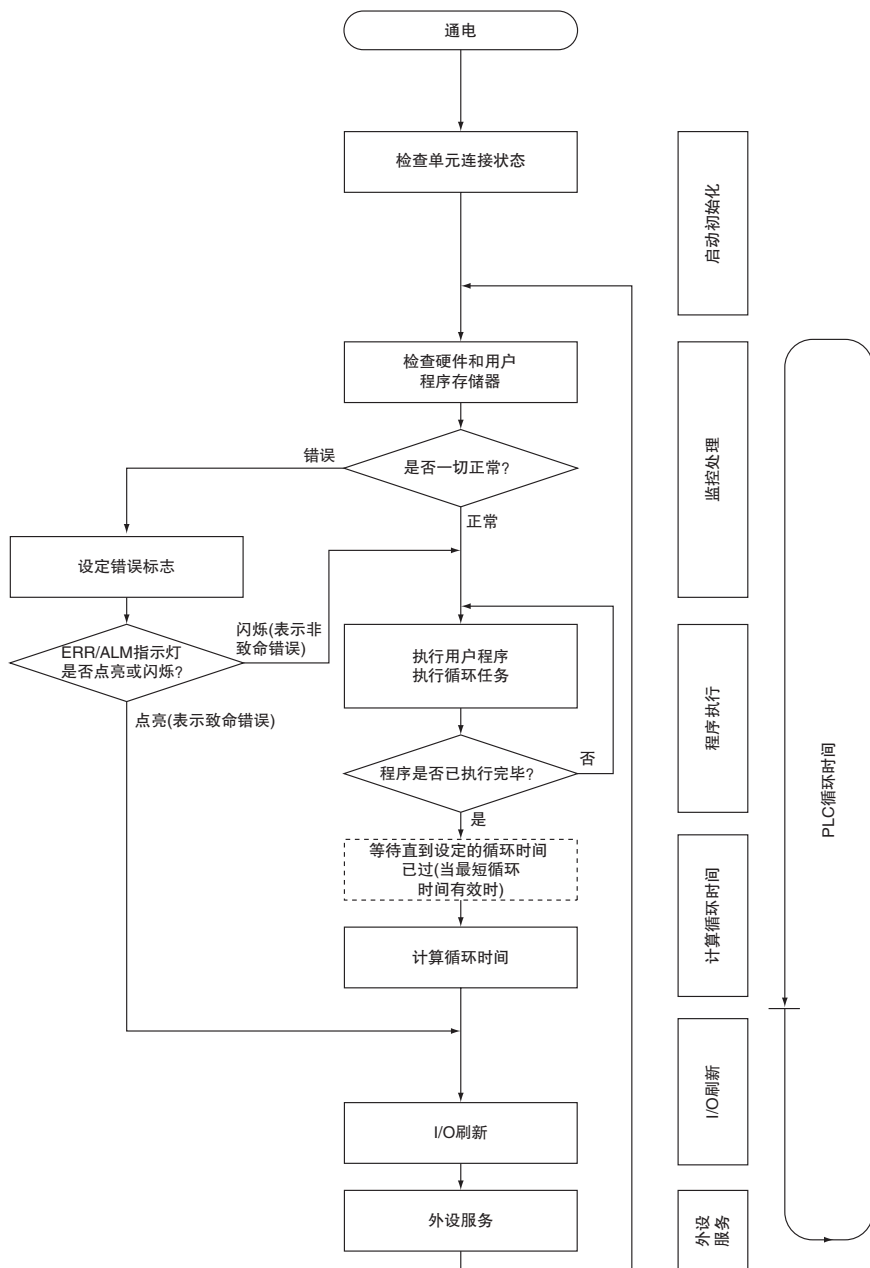 通电
检查单元连接状态
启动初始化
检查硬件和用户
程序存储器
错误
是否一切正常?
监控处理
正常
设定错误标志
闪烁(表示非
致命错误)
ERR/ALM指示灯
是否点亮或闪烁?
执行用户程序
执行循环任务
程序执行
点亮(表示致命错误)
程序是否已执行完毕?
否
是
PLC循环时间
等待直到设定的循环时间
已过(当最短循环
时间有效时)
计算循环时间
计算循环时间
I/O刷新
I/O刷新
外设服务
外设
服务